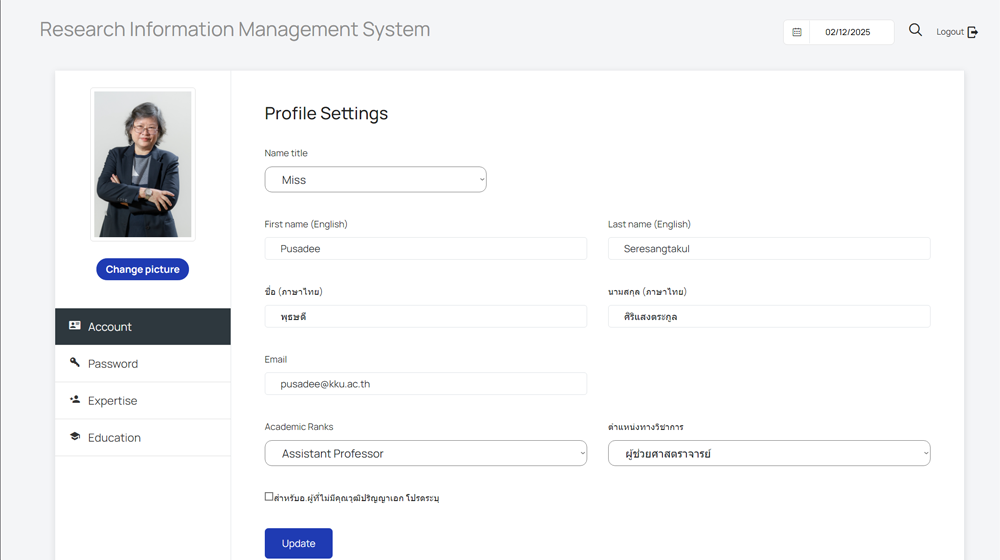 Research Information Management System
02/12/2025
Logout
Change picture
Account
Password
Expertise
Education
Profile Settings
Name title
Miss
First name (English)
Last name (English)
Pusadee
Seresangtakul
ชื่อ (ภาษาไทย)
นามสกุล (ภาษาไทย)
พุธษดี
ศิริแสงตระกูล
Email
pusadee@kku.ac.th
Academic Ranks
ตำแหน่งทางวิชาการ
Assistant Professor
ผู้ช่วยศาสตราจารย์
สำหรับอ.ผู้ที่ไม่มีคุณวุฒิปริญญาเอก โปรดระบุ
Update